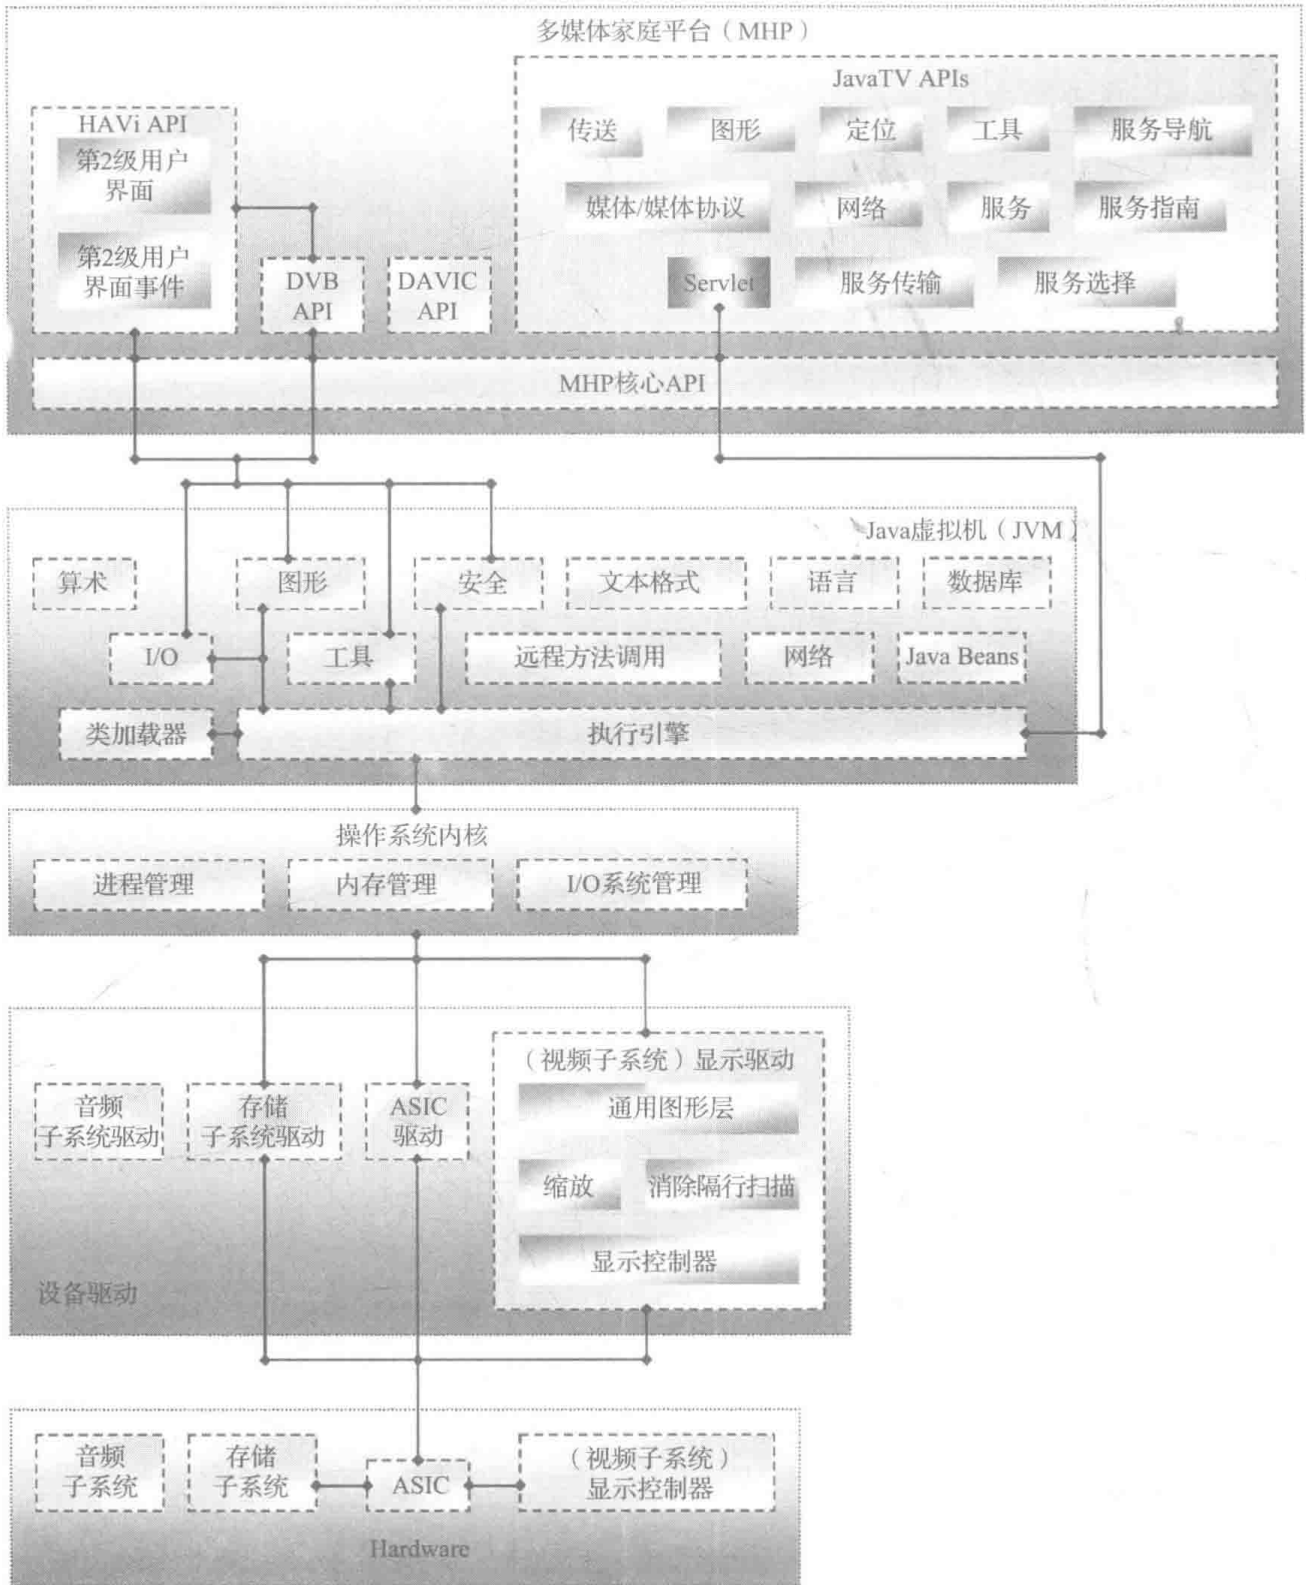 多媒体家庭平台（MHP）
JavaTV APIs
HAVi API
传送
图形
定位
工具
服务导航
第2级用户
界面
媒体/媒体协议
网络
服务
服务指南
第2级用户
界面事件
DVB
API
DAVIC
API
Servlet
服务传输
服务选择
MHP核心API
Java虚拟机（JVM）
算术
图形
安全
文本格式
语言
数据库
I/O
工具
远程方法调用
网络
Java Beans
类加载器
执行引擎
操作系统内核
进程管理
内存管理
I/O系统管理
（视频子系统）显示驱动
音频
子系统驱动
存储
子系统驱动
ASIC
驱动
通用图形层
缩放
消除隔行扫描
显示控制器
设备驱动
音频
子系统
存储
子系统
ASIC
（视频子系统）
显示控制器
Hardware